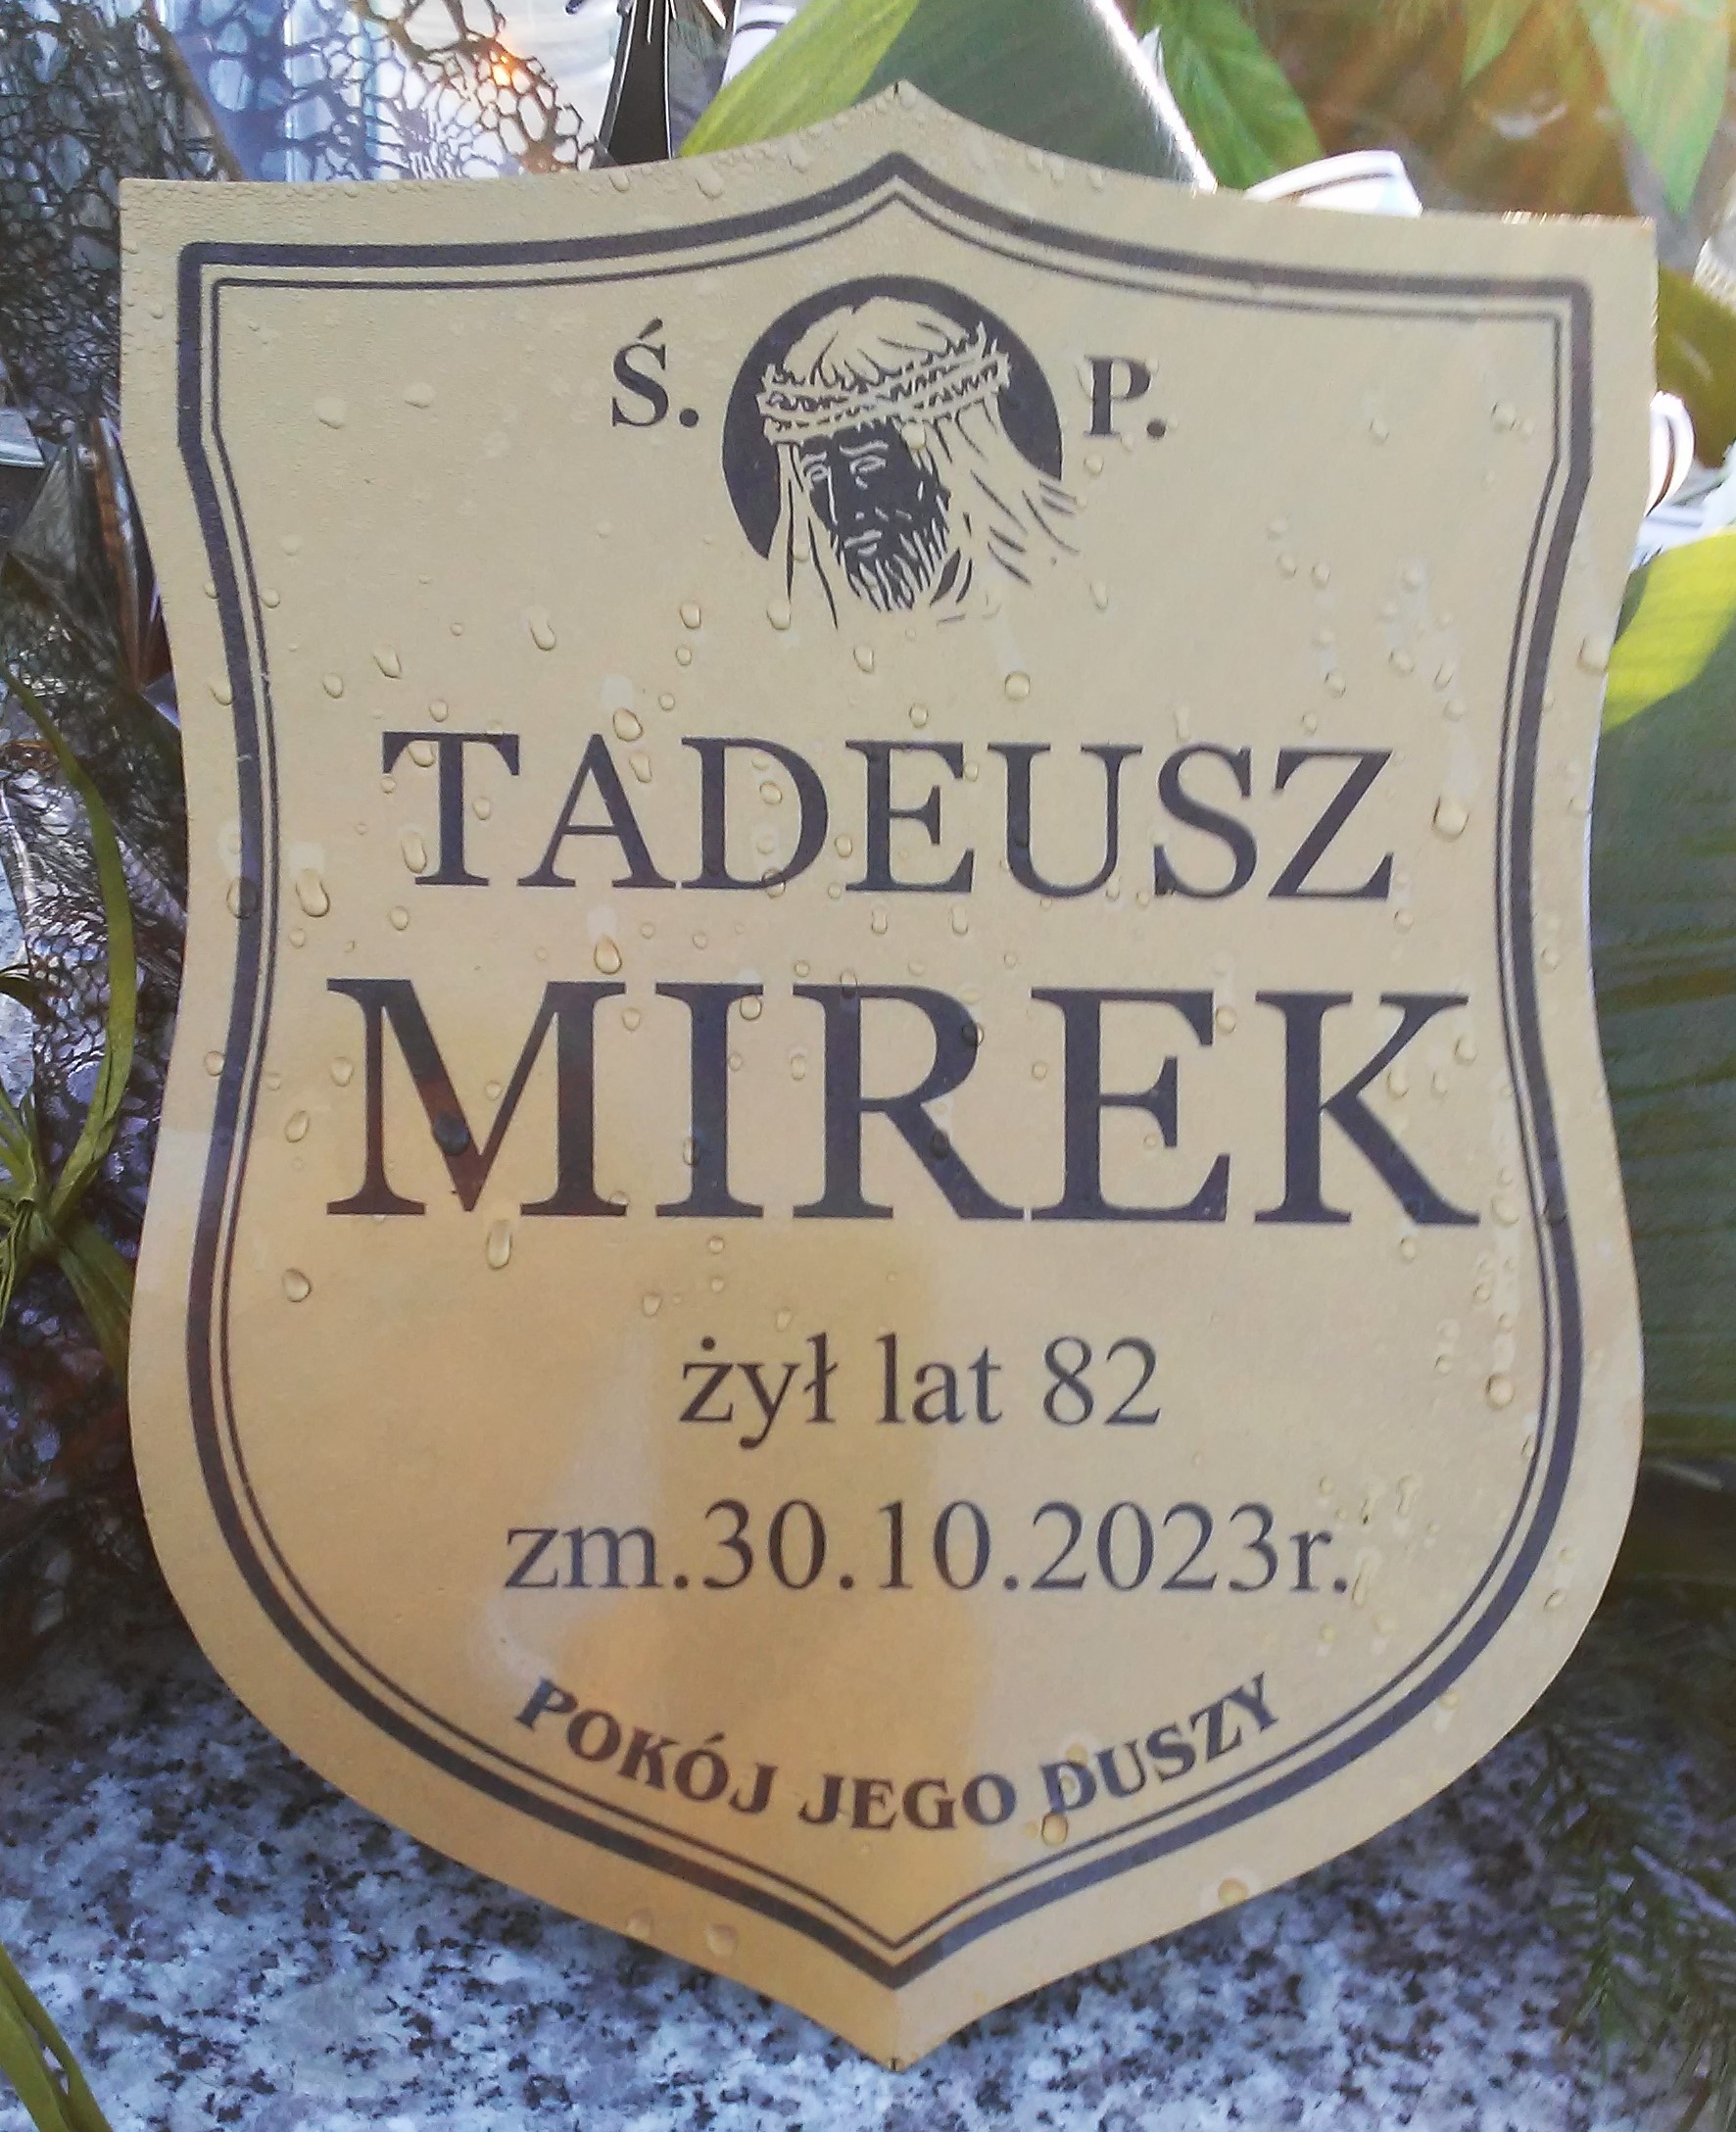 Ś. P.
TADEUSZ
MIREK
żył lat 82
zm.30.10.2023r.
POKÓJ JEGO DUSZY